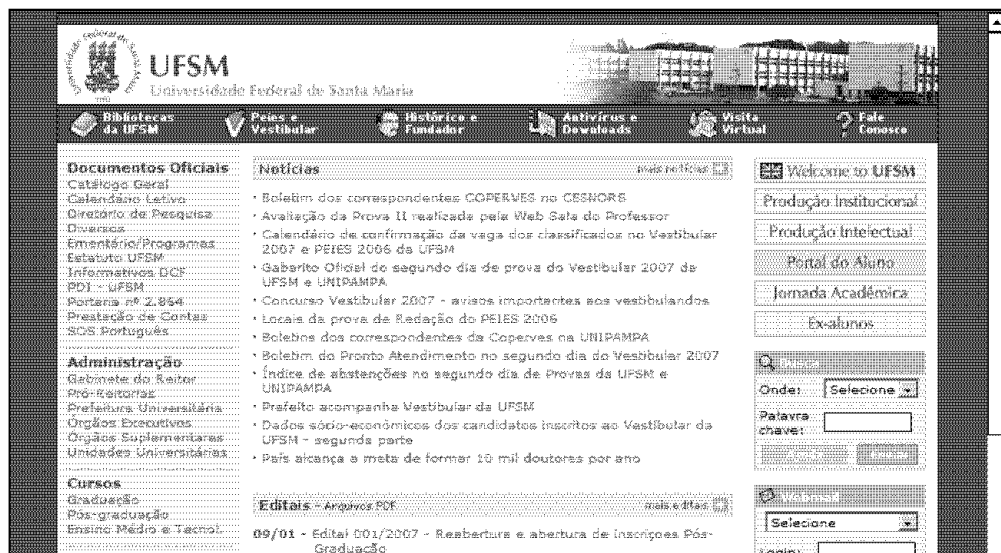 UFSM
Universidade Federal de Santa Maria
Bibliotecas
da UFSM
Peies e
Vestibular
Histórico e
Fundador
Antivírus e
Downloads
Visita
Virtual
Fale
Conosco
Documentos Oficiais
Catálogo Geral
Calendário Letivo
Diretório de Pesquisa
Diversos
Ementário/Programas
Estatuto UFSM
Informativos DCF
PDI - UFSM
Portaria nº 2.864
Prestação de Contas
SOS Português
Administração
Gabinete do Reitor
Pró-Reitorias
Prefeitura Universitária
Órgãos Executivos
Órgãos Suplementares
Unidades Universitárias
Cursos
Graduação
Pós-graduação
Ensino Médio e Tecnol.
Notícias
mais notícias
· Boletim dos correspondentes COPERVES no CESNORS
· Avaliação da Prova II realizada pela Web Sala do Professor
· Calendário de confirmação da vaga dos classificados no Vestibular
2007 e PEIES 2006 da UFSM
· Gabarito Oficial do segundo dia de prova do Vestibular 2007 da
UFSM e UNIPAMPA
· Concurso Vestibular 2007 - avisos importantes aos vestibulandos
· Locais da prova de Redação do PEIES 2006
· Boletins dos correspondentes da Coperves na UNIPAMPA
· Boletim do Pronto Atendimento no segundo dia do Vestibular 2007
· Índice de abstenções no segundo dia de Provas da UFSM e
UNIPAMPA
· Prefeito acompanha Vestibular da UFSM
· Dados sócio-econômicos dos candidatos inscritos ao Vestibular da
UFSM - segunda parte
· País alcança a meta de formar 10 mil doutores por ano
Editais - Arquivos PDF
mais editais
09/01 - Edital 001/2007 - Reabertura e abertura de inscrições Pós-
Graduação
Welcome to UFSM
Produção Institucional
Produção Intelectual
Portal do Aluno
Jornada Acadêmica
Ex-alunos
Busca
Onde:
Selecione
Palavra
chave:
Webmail
Selecione
Login: